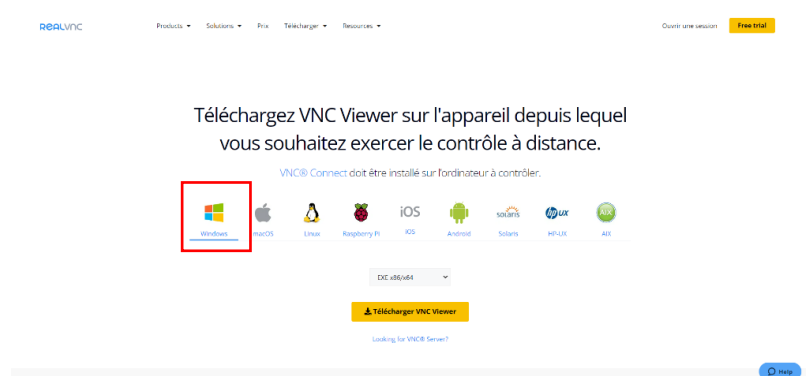 REALVNC
Products Solutions Prix Télécharger Resources Ouvrir une session Free trial
Téléchargez VNC Viewer sur l'appareil depuis lequel
vous souhaitez exercer le contrôle à distance.
VNC® Connect doit être installé sur l'ordinateur à contrôler.
iOS solaris hp UX AIX
Windows macOS Linux Raspberry Pi iOS Android Solaris HP-UX AIX
EXE x86/x64
Télécharger VNC Viewer
Looking for VNC® Server?
Help